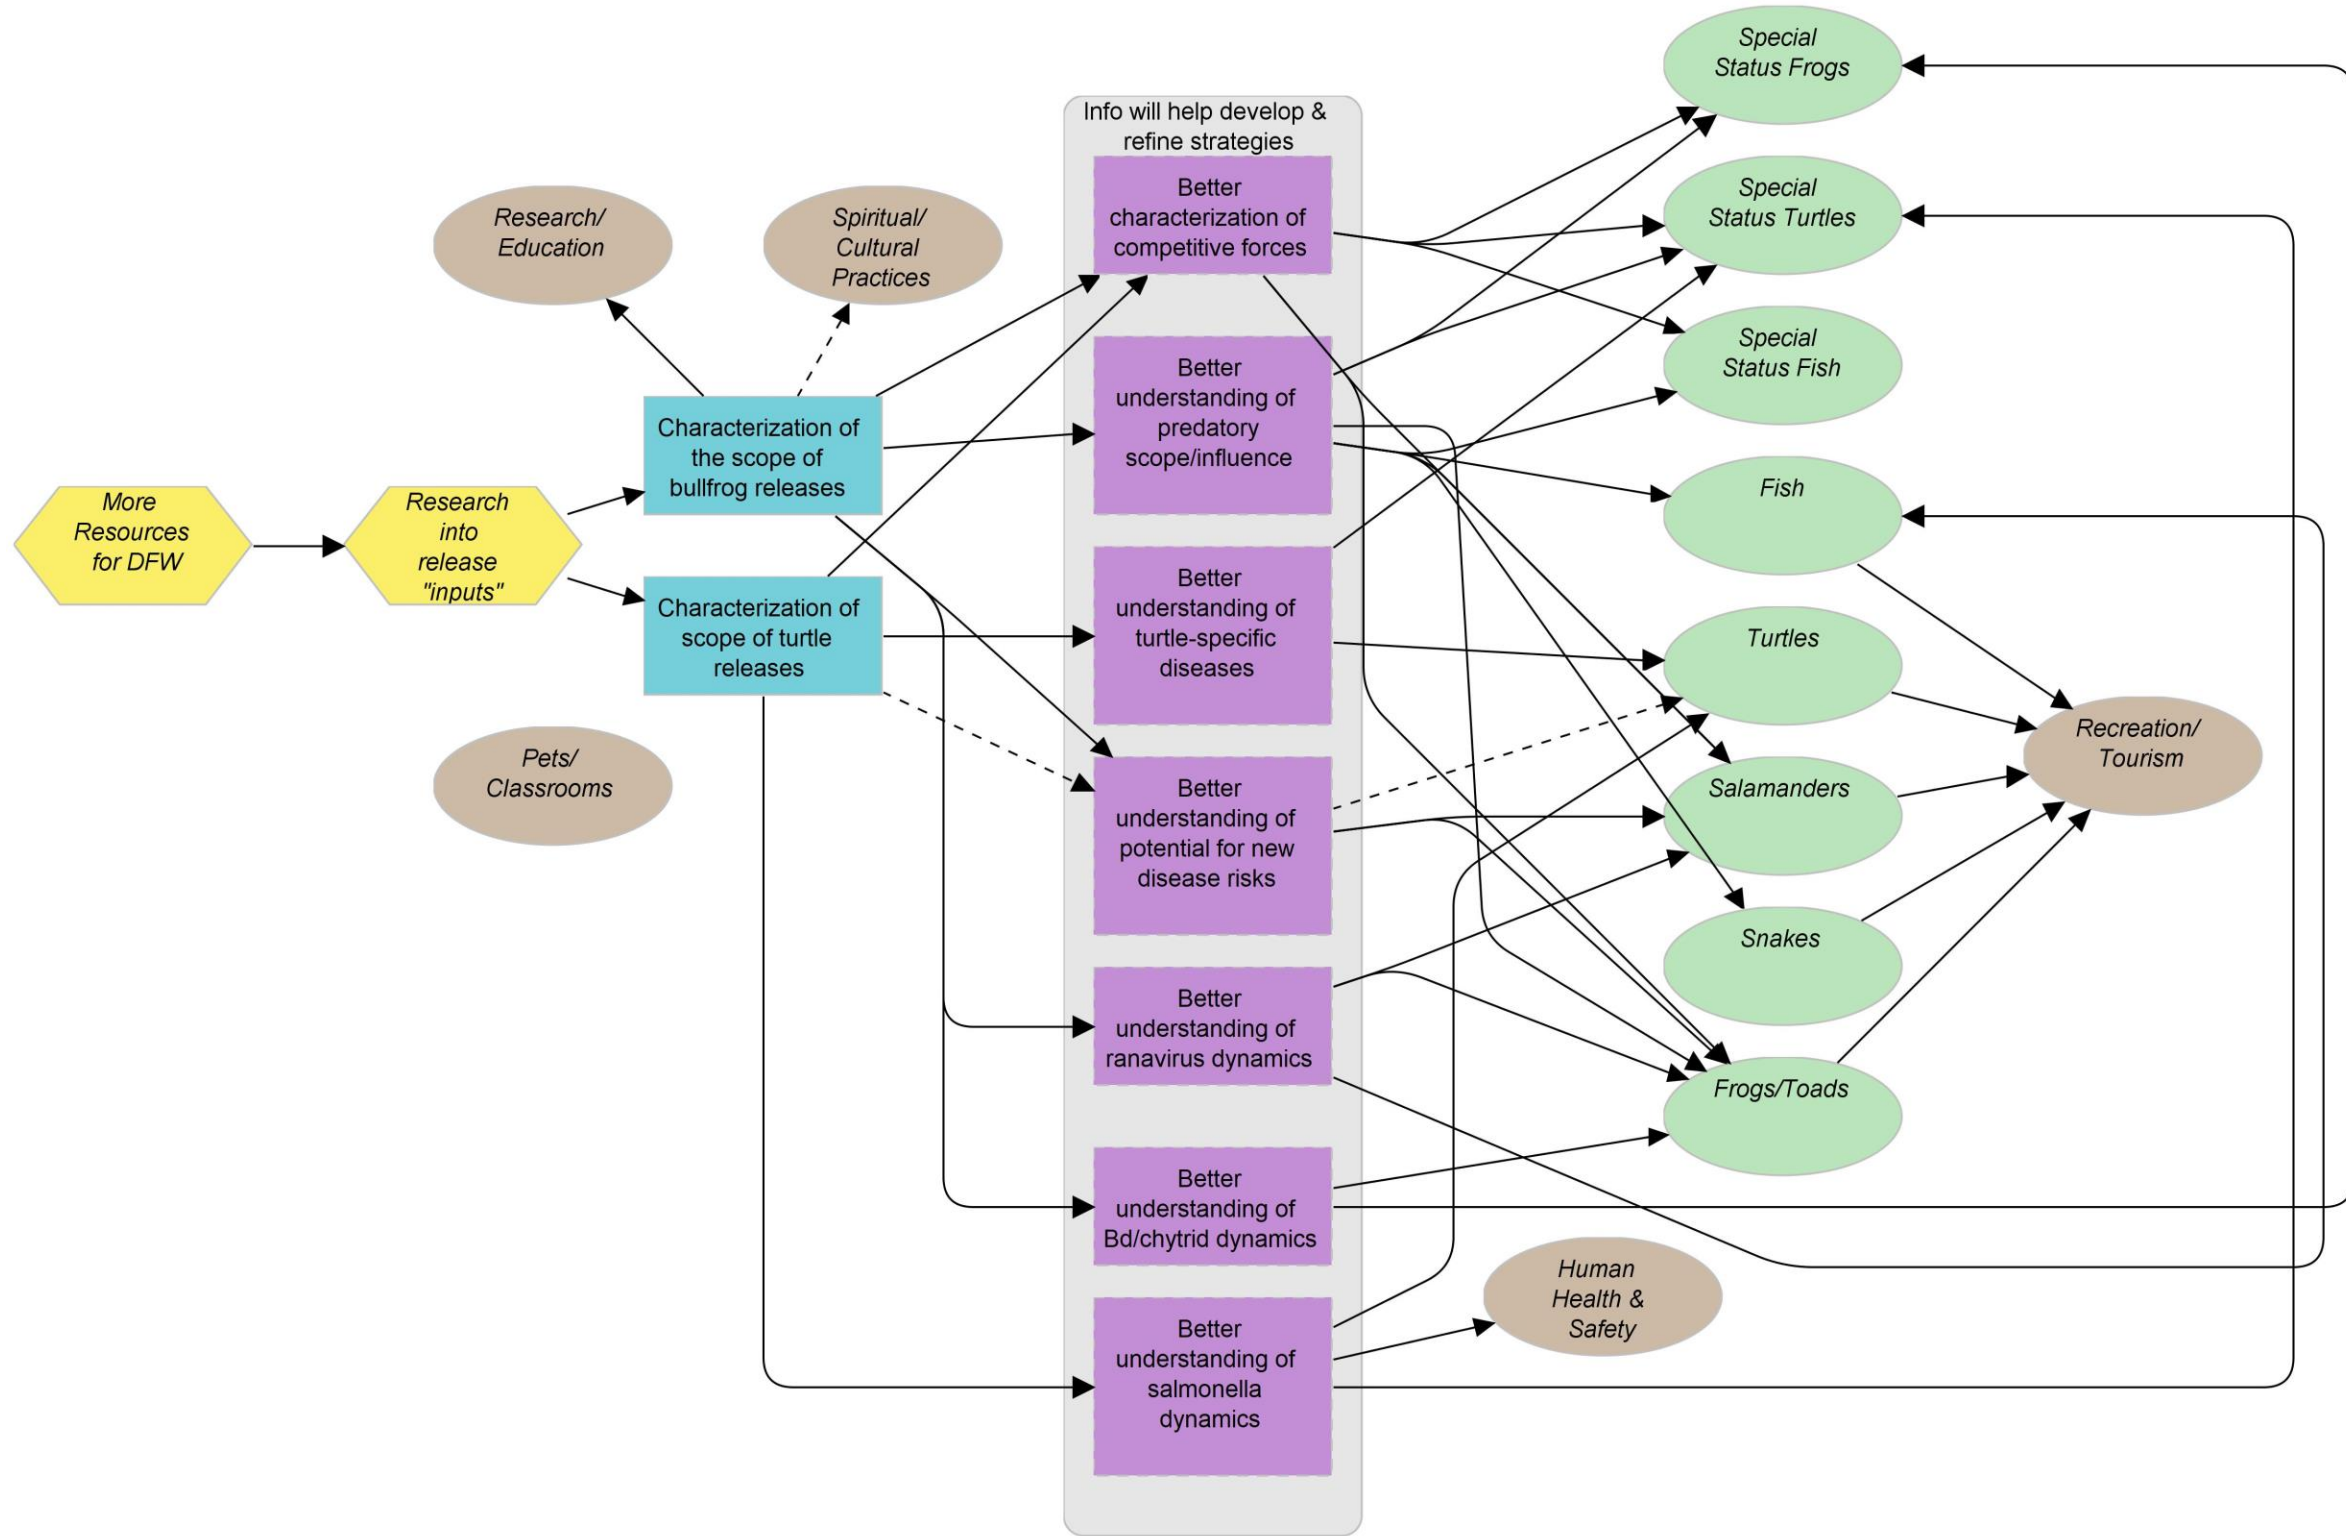 More
Resources
for DFW
Research
into
release
"inputs"
Research/
Education
Spiritual/
Cultural
Practices
Characterization of
the scope of
bullfrog releases
Characterization of
scope of turtle
releases
Pets/
Classrooms
Info will help develop &
refine strategies
Better
characterization of
competitive forces
Better
understanding of
predatory
scope/influence
Better
understanding of
turtle-specific
diseases
Better
understanding of
potential for new
disease risks
Better
understanding of
ranavirus dynamics
Better
understanding of
Bd/chytrid dynamics
Better
understanding of
salmonella
dynamics
Special
Status Frogs
Special
Status Turtles
Special
Status Fish
Fish
Turtles
Salamanders
Snakes
Frogs/Toads
Human
Health &
Safety
Recreation/
Tourism